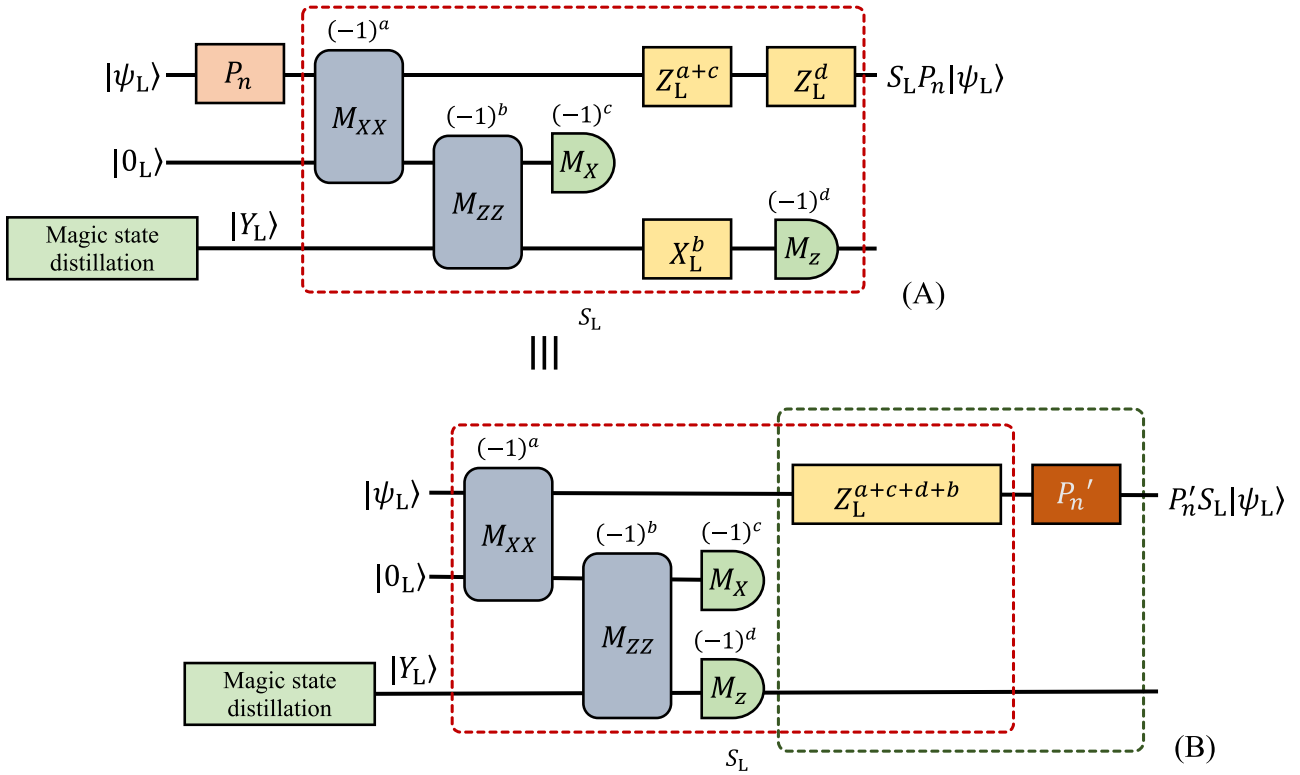 (−1)^a
|ψ_L⟩ P_n M_XX Z_L^{a+c} Z_L^d S_L P_n|ψ_L⟩
(−1)^b (−1)^c
|0_L⟩ M_ZZ M_X
(−1)^d
Magic state
distillation
|Y_L⟩ X_L^b M_z
S_L
(A)
|||
(−1)^a
|ψ_L⟩ M_XX Z_L^{a+c+d+b} P_n′ P_n′S_L|ψ_L⟩
(−1)^b (−1)^c
|0_L⟩ M_ZZ M_X
(−1)^d
Magic state
distillation
|Y_L⟩ M_z
S_L
(B)